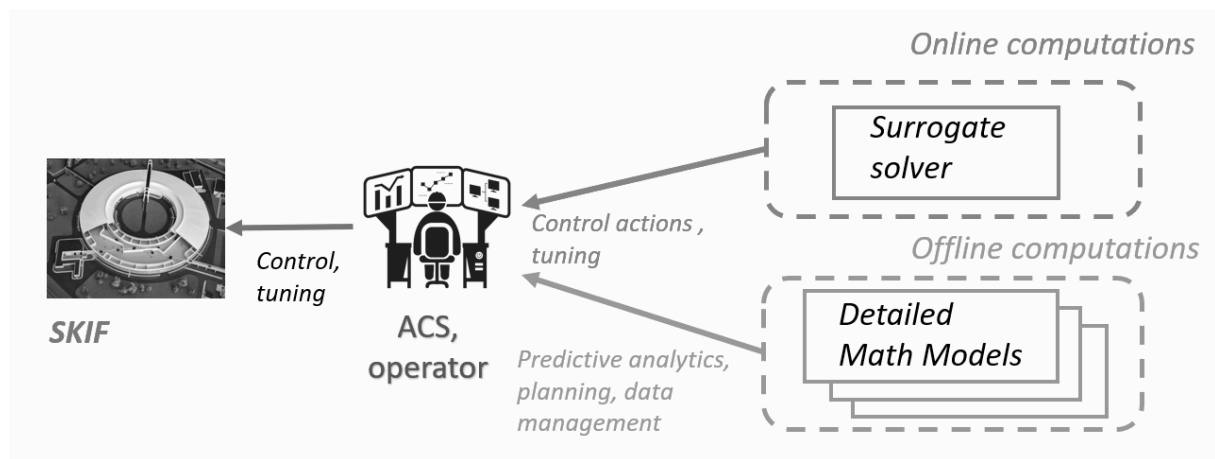 Online computations
Surrogate
solver
Control actions ,
tuning
Offline computations
Control,
tuning
SKIF
ACS,
operator
Detailed
Math Models
Predictive analytics,
planning, data
management